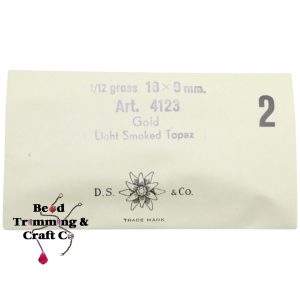 1/12 gross 18 × 9 mm.
Art. 4123
Gold
Light Smoked Topaz
2
D.S. & Co.
TRADE MARK
Bead
Trimming &
Craft Co